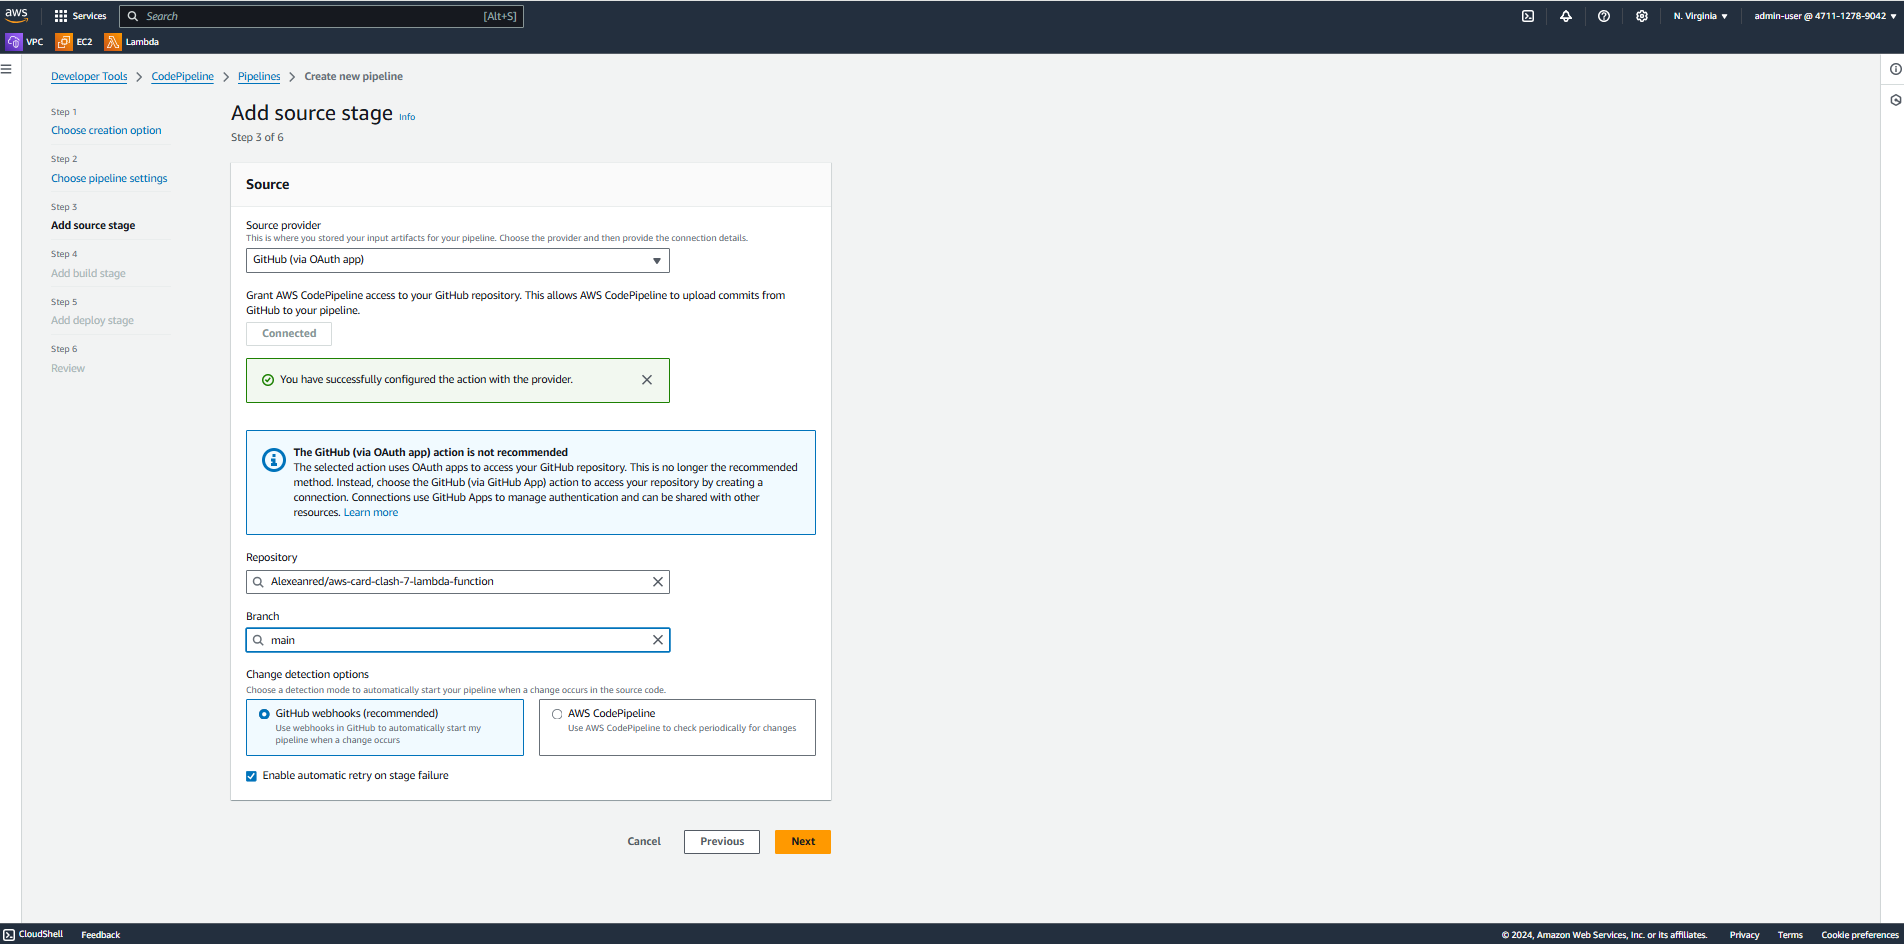 aws
Services
Search
[Alt+S]
N. Virginia
admin-user @ 4711-1278-9042
VPC
EC2
Lambda
Developer Tools
CodePipeline
Pipelines
Create new pipeline
Step 1
Choose creation option
Step 2
Choose pipeline settings
Step 3
Add source stage
Step 4
Add build stage
Step 5
Add deploy stage
Step 6
Review
Add source stage Info
Step 3 of 6
Source
Source provider
This is where you stored your input artifacts for your pipeline. Choose the provider and then provide the connection details.
GitHub (via OAuth app)
Grant AWS CodePipeline access to your GitHub repository. This allows AWS CodePipeline to upload commits from
GitHub to your pipeline.
Connected
You have successfully configured the action with the provider.
The GitHub (via OAuth app) action is not recommended
The selected action uses OAuth apps to access your GitHub repository. This is no longer the recommended
method. Instead, choose the GitHub (via GitHub App) action to access your repository by creating a
connection. Connections use GitHub Apps to manage authentication and can be shared with other
resources. Learn more
Repository
Alexeanred/aws-card-clash-7-lambda-function
Branch
main
Change detection options
Choose a detection mode to automatically start your pipeline when a change occurs in the source code.
GitHub webhooks (recommended)
Use webhooks in GitHub to automatically start my
pipeline when a change occurs
AWS CodePipeline
Use AWS CodePipeline to check periodically for changes
Enable automatic retry on stage failure
Cancel
Previous
Next
CloudShell
Feedback
© 2024, Amazon Web Services, Inc. or its affiliates.
Privacy
Terms
Cookie preferences